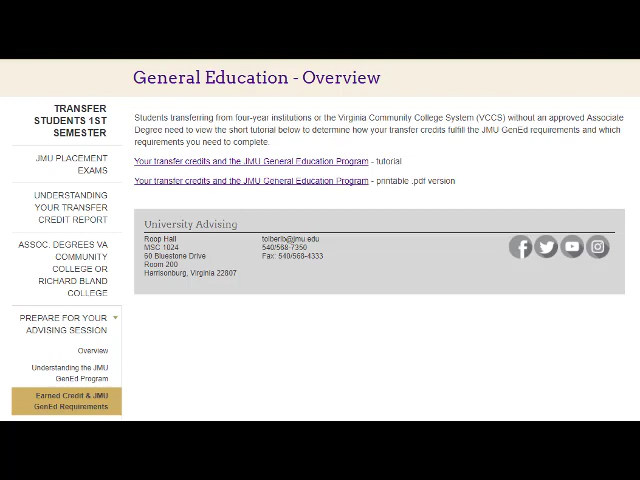 General Education - Overview
TRANSFER
STUDENTS 1ST
SEMESTER
JMU PLACEMENT
EXAMS
UNDERSTANDING
YOUR TRANSFER
CREDIT REPORT
ASSOC. DEGREES VA
COMMUNITY
COLLEGE OR
RICHARD BLAND
COLLEGE
PREPARE FOR YOUR
ADVISING SESSION
Overview
Understanding the JMU
GenEd Program
Earned Credit & JMU
GenEd Requirements
Students transferring from four-year institutions or the Virginia Community College System (VCCS) without an approved Associate
Degree need to view the short tutorial below to determine how your transfer credits fulfill the JMU GenEd requirements and which
requirements you need to complete.
Your transfer credits and the JMU General Education Program - tutorial
Your transfer credits and the JMU General Education Program - printable .pdf version
University Advising
Roop Hall
MSC 1024
60 Bluestone Drive
Room 200
Harrisonburg, Virginia 22807
tolberlb@jmu.edu
540/568-7350
Fax: 540/568-4333